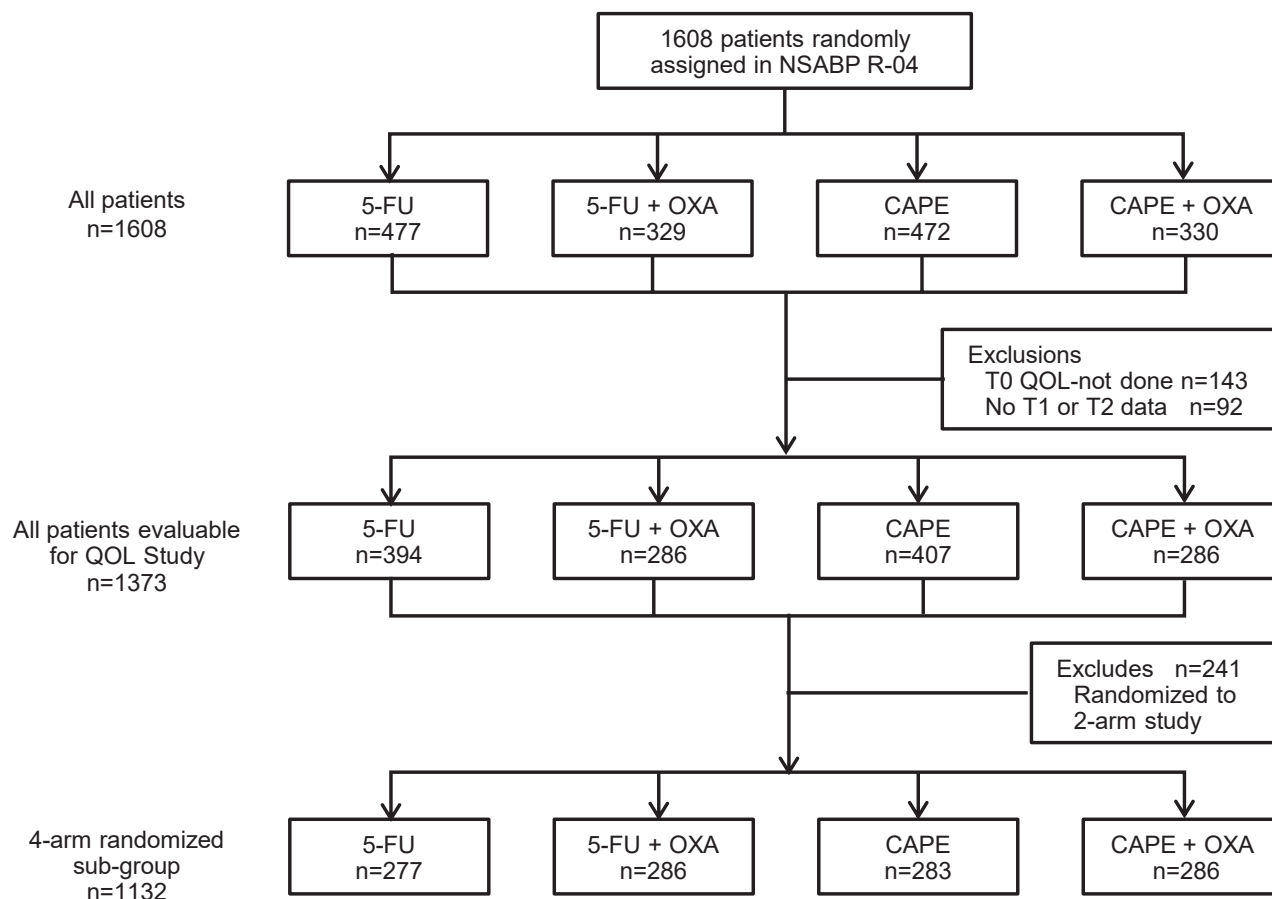 1608 patients randomly
assigned in NSABP R-04
All patients
n=1608
5-FU
n=477
5-FU + OXA
n=329
CAPE
n=472
CAPE + OXA
n=330
Exclusions
T0 QOL-not done n=143
No T1 or T2 data n=92
All patients evaluable
for QOL Study
n=1373
5-FU
n=394
5-FU + OXA
n=286
CAPE
n=407
CAPE + OXA
n=286
Excludes n=241
Randomized to
2-arm study
4-arm randomized
sub-group
n=1132
5-FU
n=277
5-FU + OXA
n=286
CAPE
n=283
CAPE + OXA
n=286